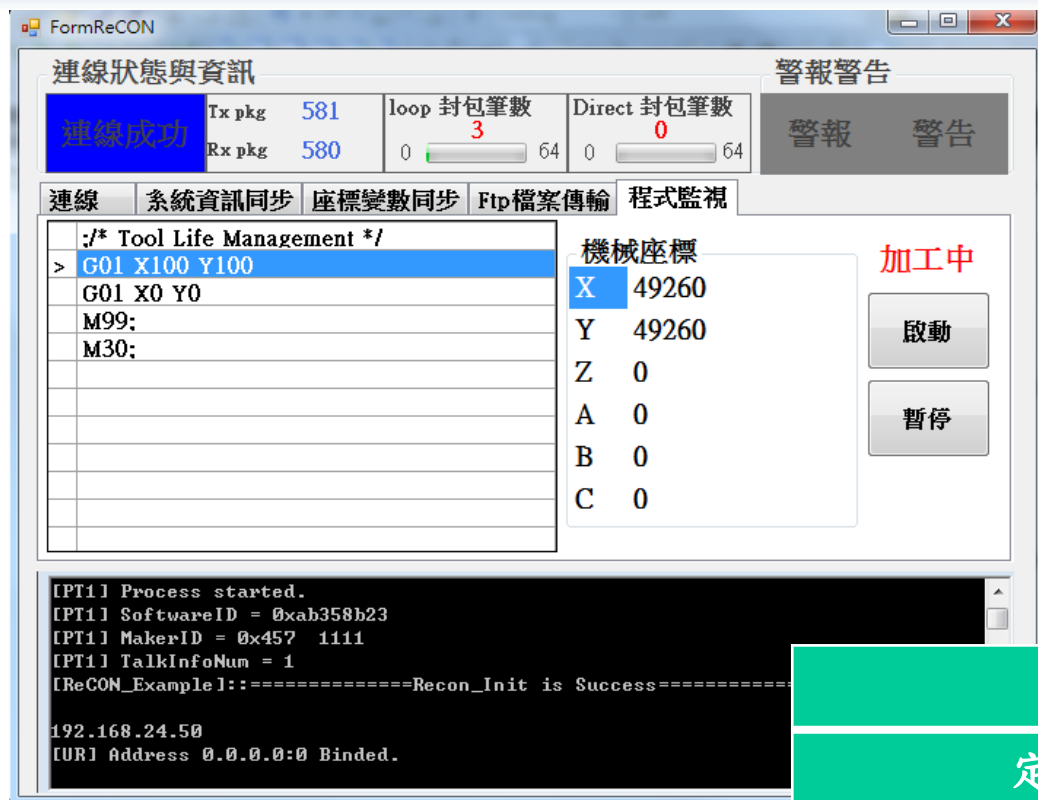 FormReCON
連線狀態與資訊
警報警告
連線成功
Tx pkg 581
Rx pkg 580
loop 封包筆數
3
0 64
Direct 封包筆數
0
0 64
警報 警告
連線 系統資訊同步 座標變數同步 Ftp檔案傳輸 程式監視
;/* Tool Life Management */
> G01 X100 Y100
G01 X0 Y0
M99;
M30;
機械座標
X 49260
Y 49260
Z 0
A 0
B 0
C 0
加工中
啟動
暫停
[PT1] Process started.
[PT1] SoftwareID = 0xab358b23
[PT1] MakerID = 0x457  1111
[PT1] TalkInfoNum = 1
[ReCON_Example]::==============Recon_Init is Success============
192.168.24.50
[UR] Address 0.0.0.0:0 Binded.
定